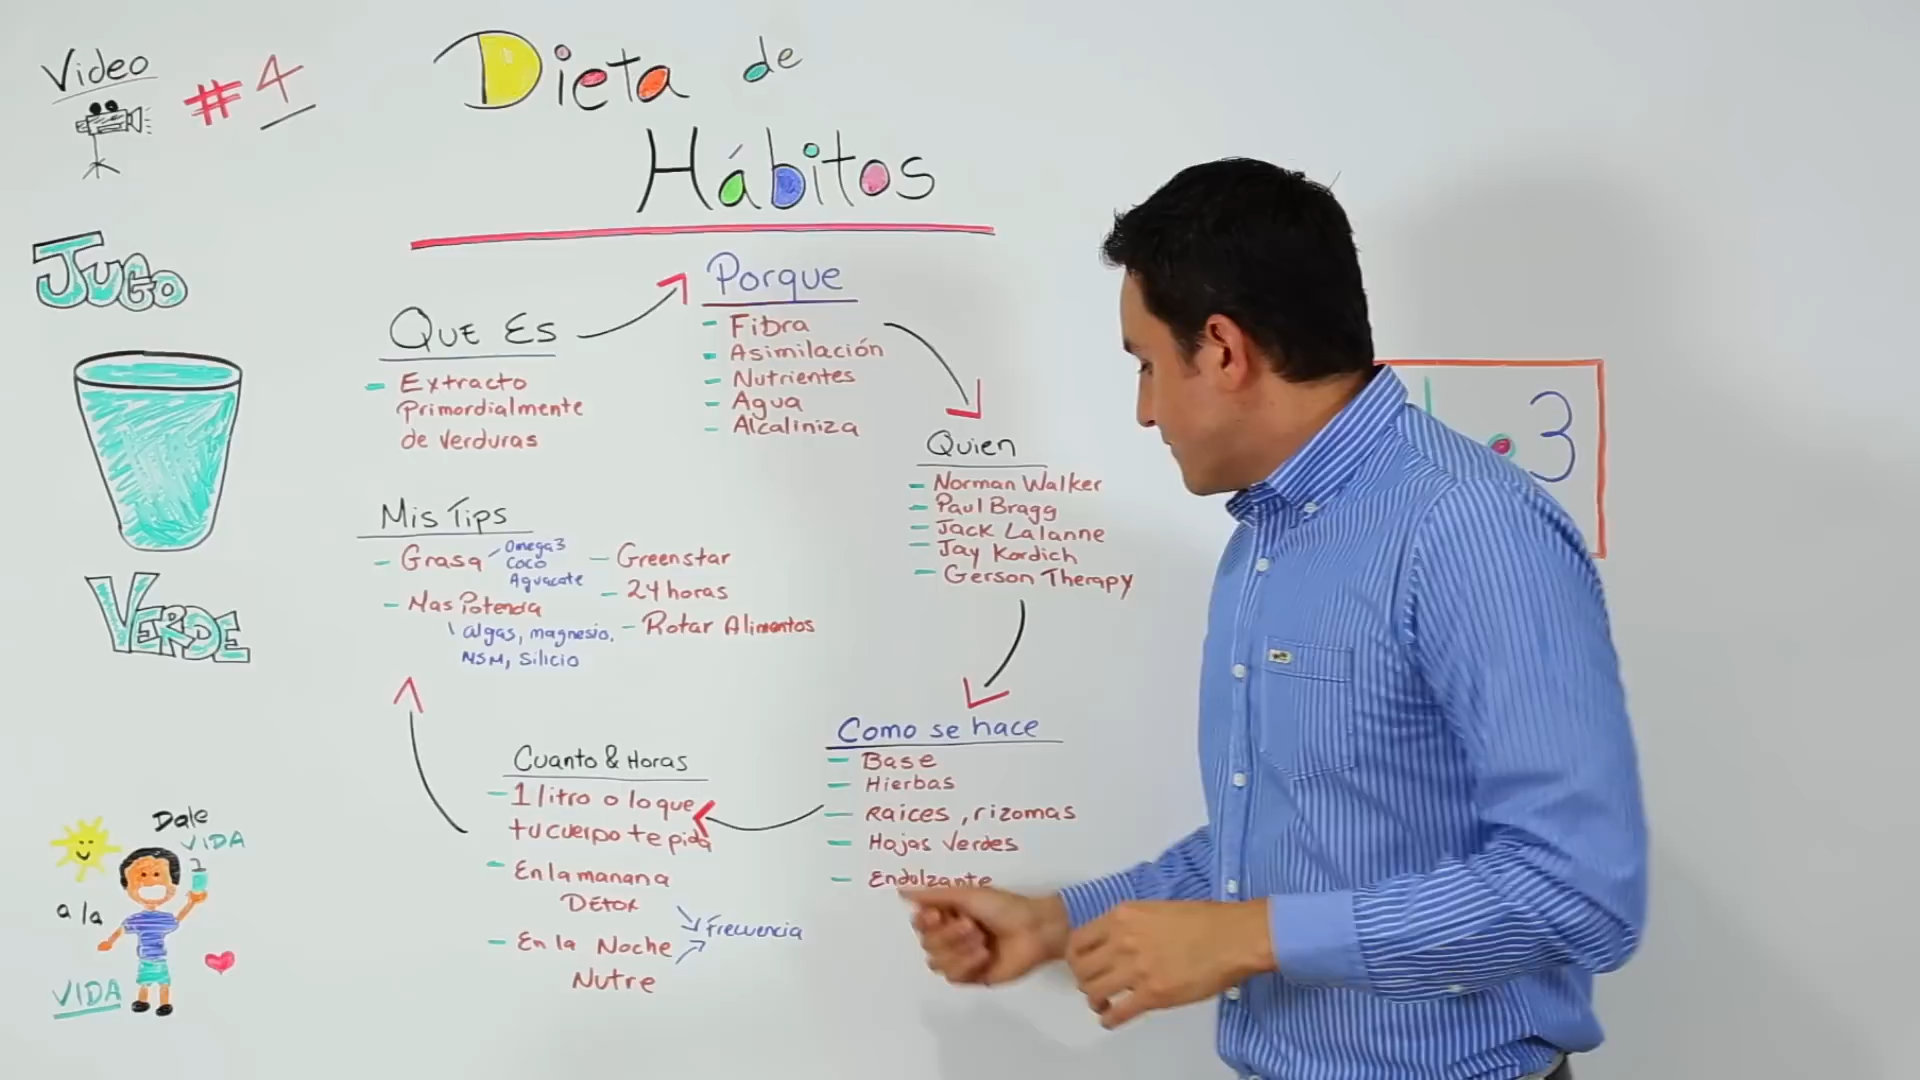 Video
#4
Dieta de
Hábitos
JUGO
VERDE
Que Es
- Extracto
Primordialmente
de verduras
Porque
- Fibra
- Asimilación
- Nutrientes
- Agua
- Alcaliniza
Quien
- Norman Walker
- Paul Bragg
- Jack Lalanne
- Jay Kordich
- Gerson Therapy
Como se hace
- Base
- Hierbas
- Raices, rizomas
- Hojas Verdes
- Endulzante
Cuanto & Horas
- 1 litro o lo que
tu cuerpo te pida
- En la manana
Detox
- En la Noche
Nutre
Frecuencia
Mis Tips
- Grasa
Omega3
Coco
Aguacate
- Mas Potencia
algas, magnesio,
MSM, Silicio
- Greenstar
- 24 horas
- Rotar Alimentos
Dale
VIDA
a la
VIDA
3